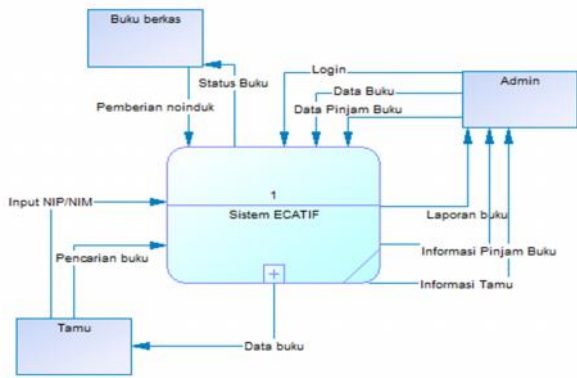 Buku berkas
Status Buku
Pemberian noinduk
Login
Data Buku
Data Pinjam Buku
Admin
1
Sistem ECATIF
Input NIP/NIM
Pencarian buku
Laporan buku
Informasi Pinjam Buku
Informasi Tamu
Tamu
Data buku